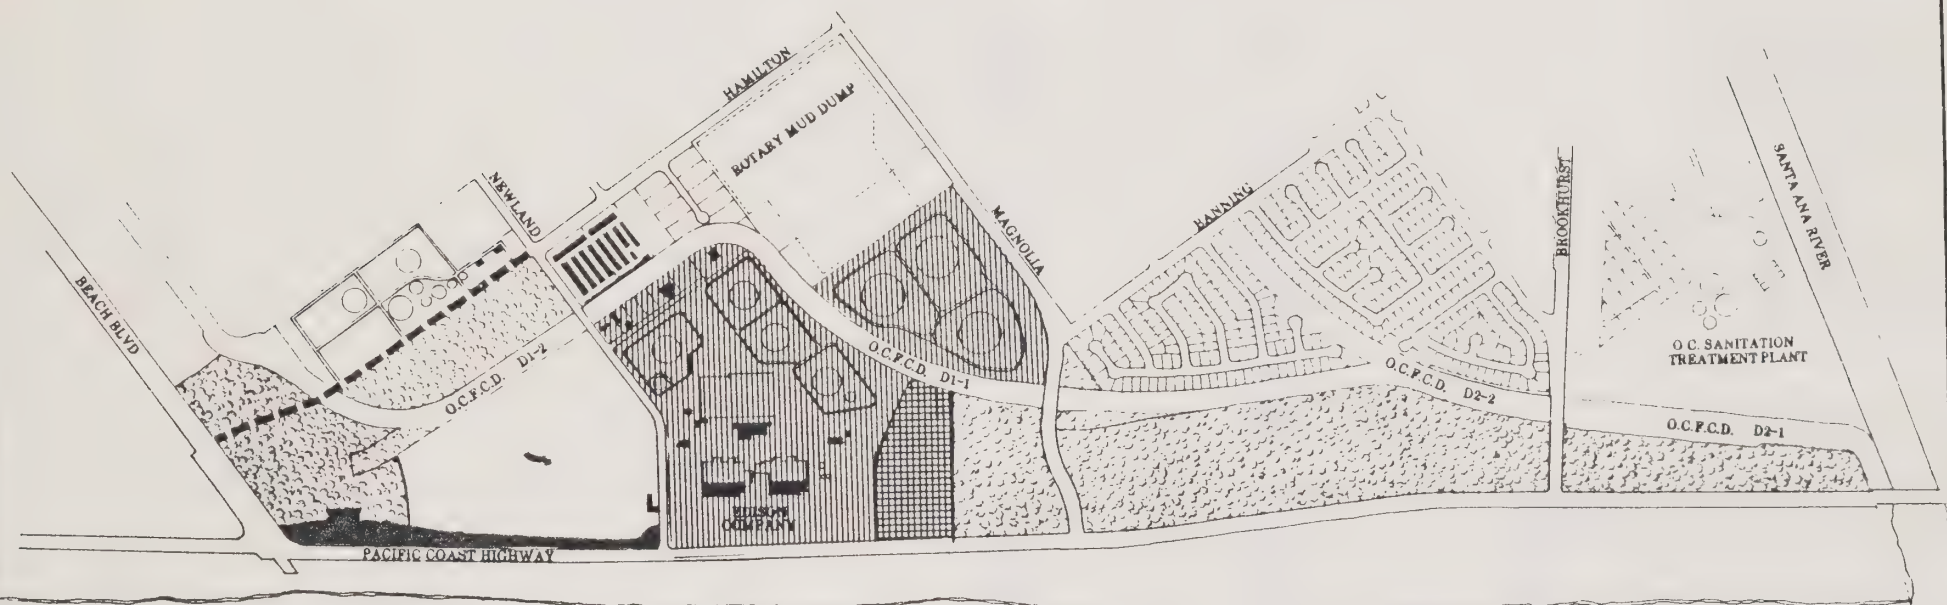 HAMILTON
ROTARY MUD DUMP
NEWLAND
MAGNOLIA
BANNING
BROOKHURST
SANTA ANA RIVER
BEACH BLVD
O.C. SANITATION
TREATMENT PLANT
O.C.F.C.D. D1-2
O.C.F.C.D. D1-1
O.C.F.C.D. D2-2
O.C.F.C.D. D2-1
EDISON
COMPANY
PACIFIC COAST HIGHWAY